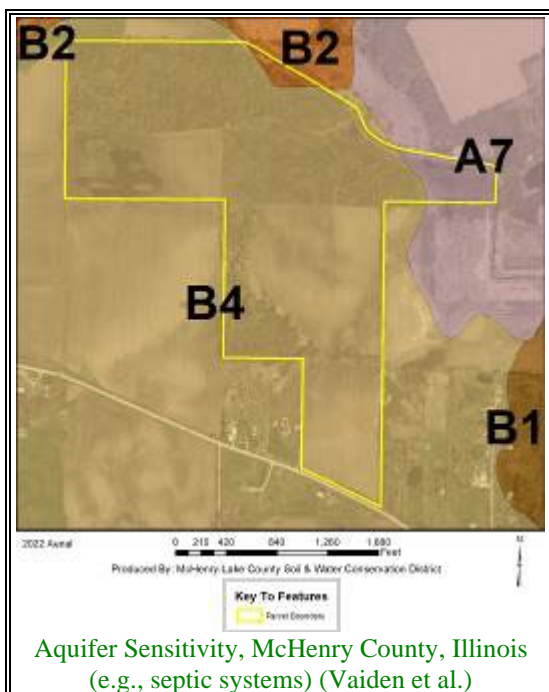 B2
B2
A7
B4
B1
2022 Aerial
0 210 420 840 1,260 1,680
Feet
N
Produced By: McHenry-Lake County Soil & Water Conservation District
Key To Features
Parcel Boundary
Aquifer Sensitivity, McHenry County, Illinois
(e.g., septic systems) (Vaiden et al.)